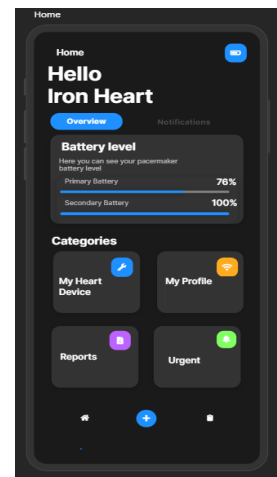 Home
Home
Hello
Iron Heart
Overview
Notifications
Battery level
Here you can see your pacermaker
battery level
Primary Battery
76%
Secondary Battery
100%
Categories
My Heart
Device
My Profile
Reports
Urgent